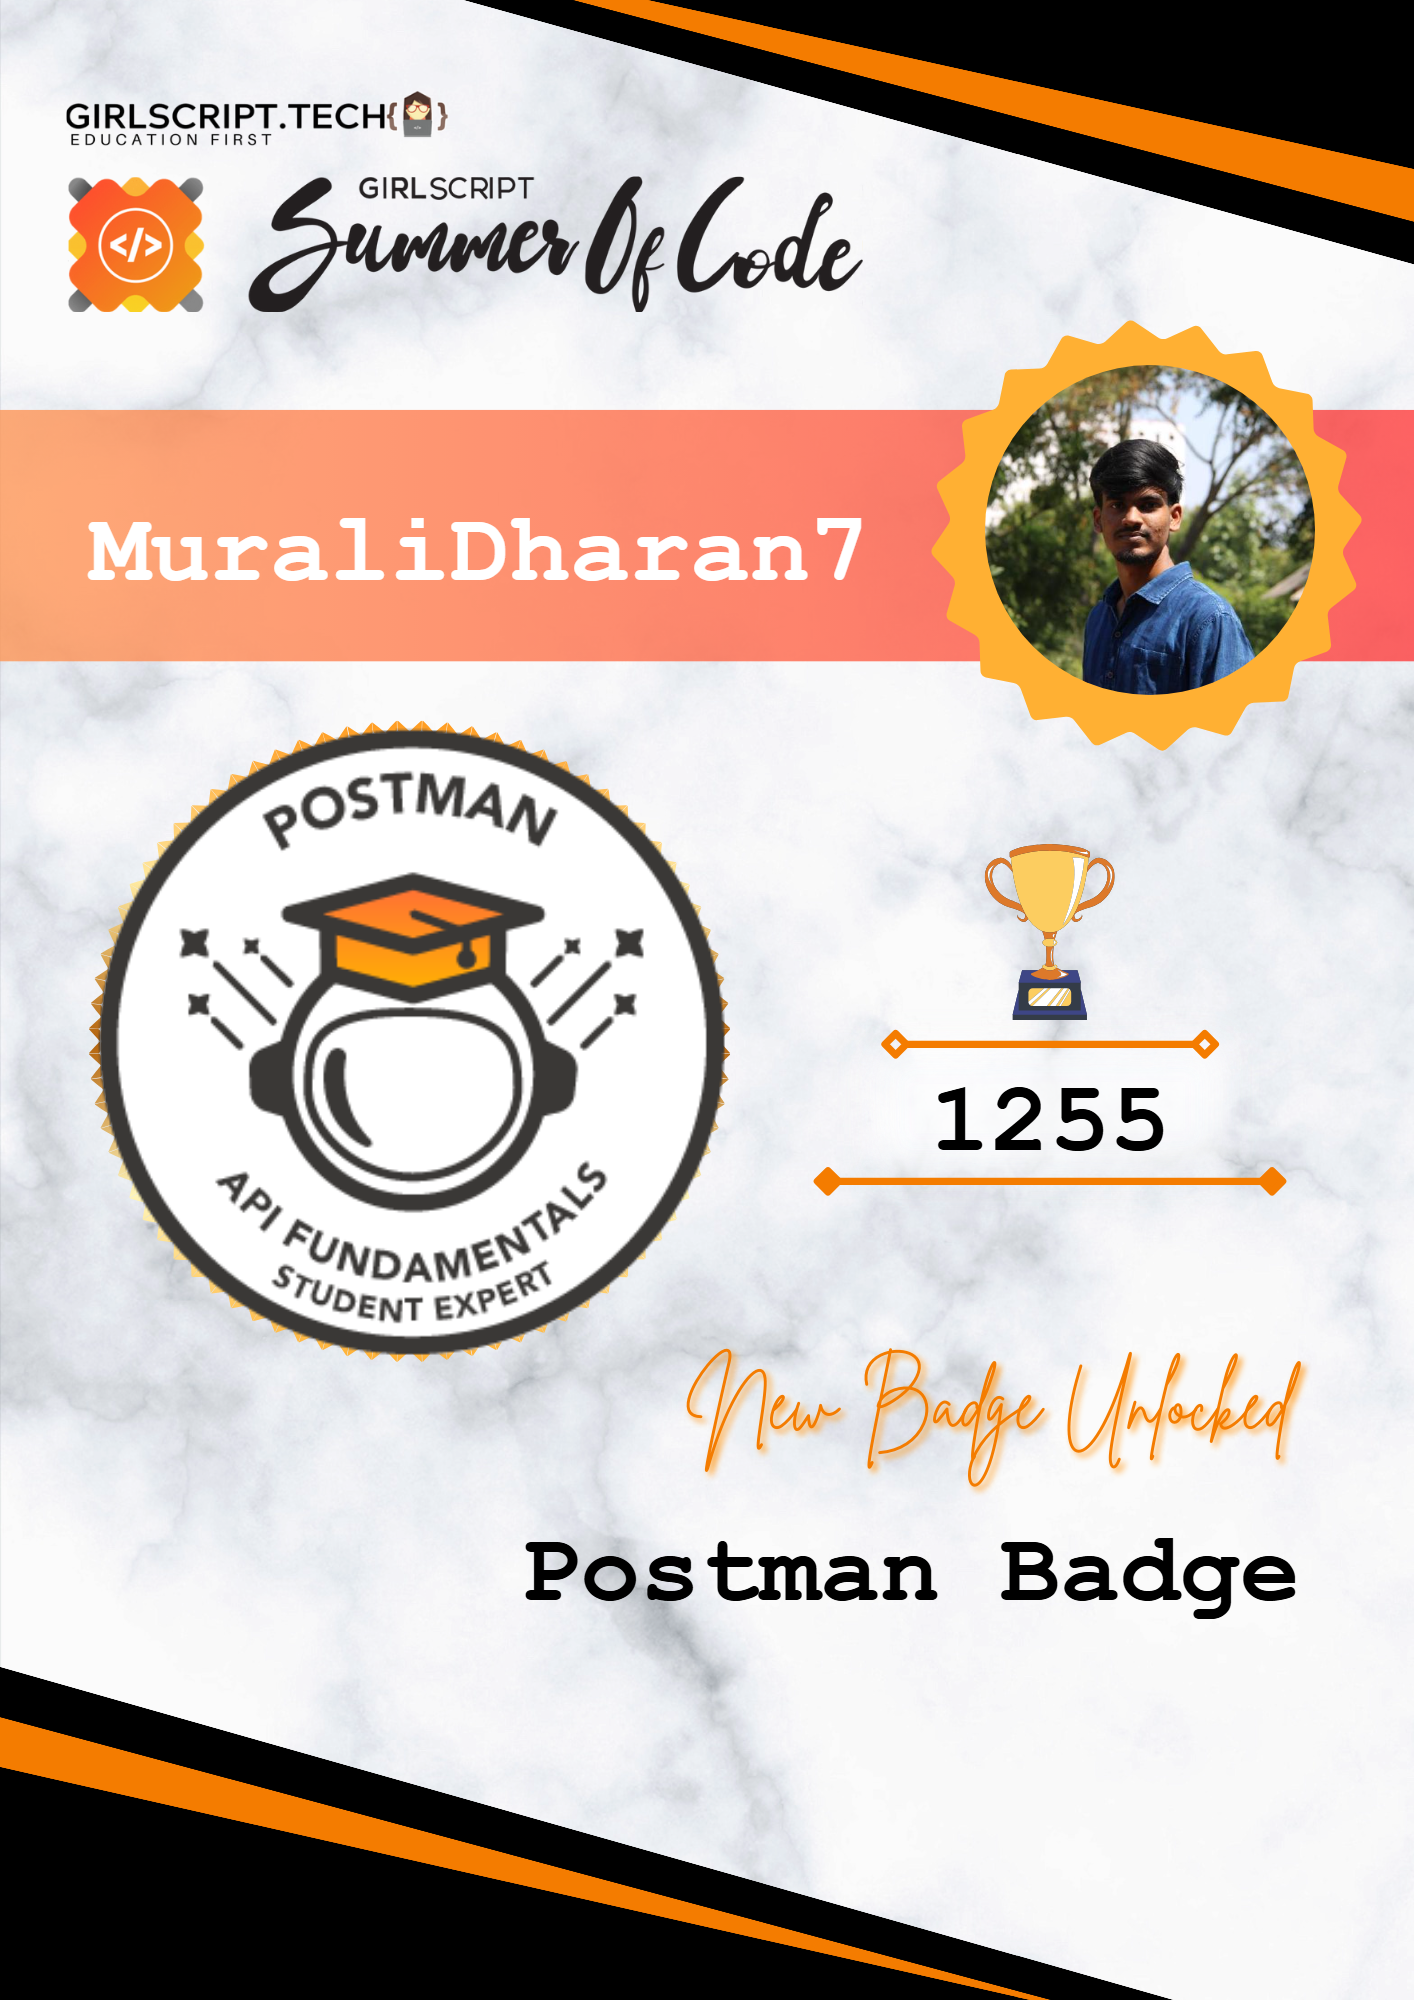 GIRLSCRIPT.TECH{ }
EDUCATION FIRST
GIRLSCRIPT
Summer Of Code
</>
MuraliDharan7
POSTMAN
API FUNDAMENTALS
STUDENT EXPERT
1255
New Badge Unlocked
Postman Badge